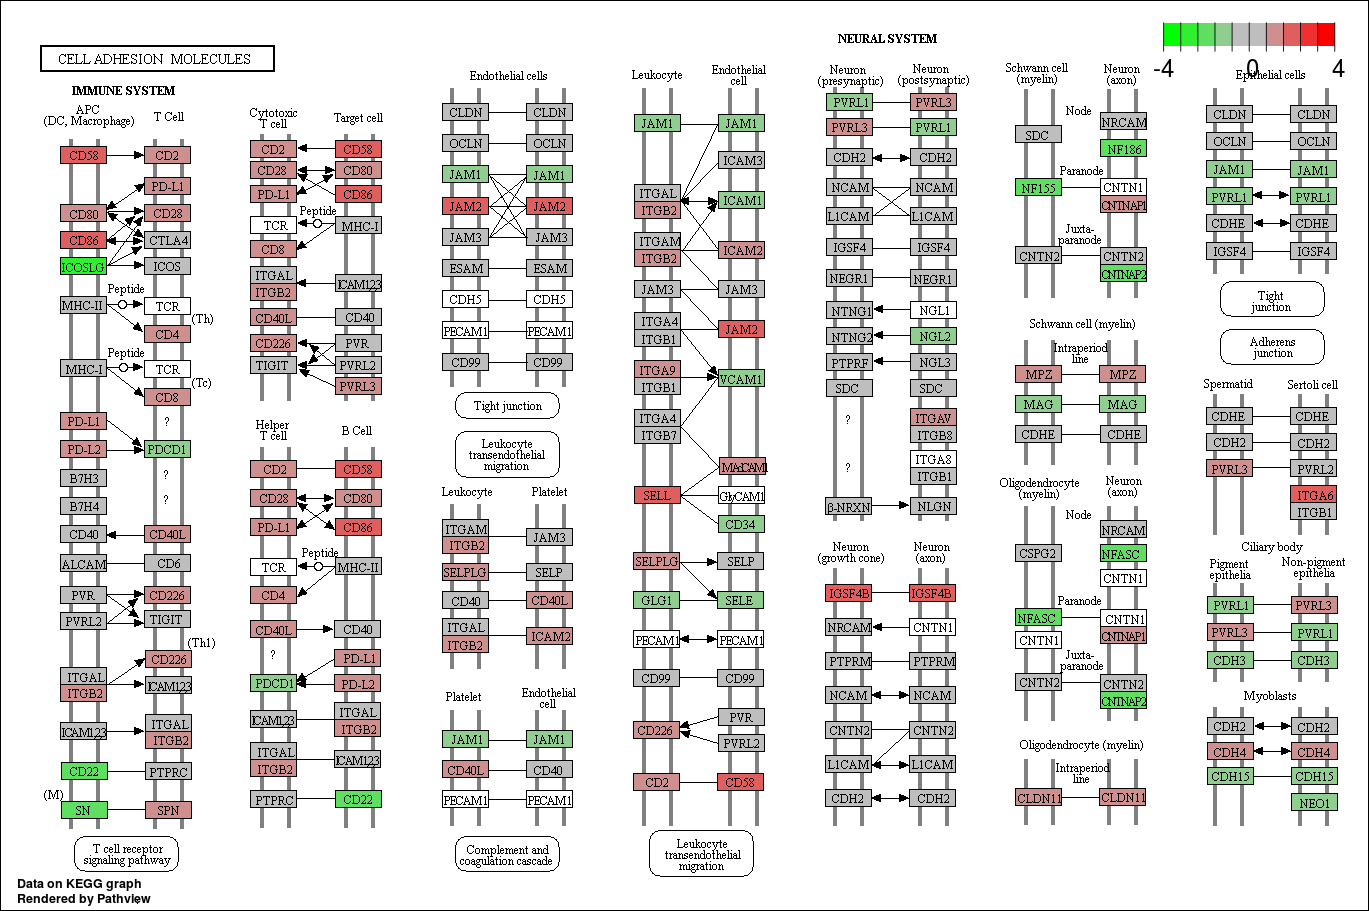 CELL ADHESION MOLECULES
IMMUNE SYSTEM
APC
(DC, Macrophage)
T Cell
CD58
CD2
PD-L1
CD80
CD28
CD86
CTLA4
ICOSLG
ICOS
Peptide
MHC-II
TCR
(Th)
CD4
Peptide
MHC-I
TCR
(Tc)
CD8
PD-L1
?
PD-L2
PDCD1
B7H3
?
B7H4
?
CD40
CD40L
ALCAM
CD6
PVR
CD226
PVRL2
TIGIT
(Th1)
CD226
ITGAL
ITGB2
ICAM1,2,3
ICAM1,2,3
ITGAL
ITGB2
CD22
PTPRC
(M)
SN
SPN
T cell receptor
signaling pathway
Cytotoxic
T cell
Target cell
CD2
CD58
CD28
CD80
PD-L1
CD86
Peptide
TCR
MHC-I
CD8
ITGAL
ITGB2
ICAM1,2,3
CD40L
CD40
CD226
PVR
TIGIT
PVRL2
PVRL3
Helper
T cell
B Cell
CD2
CD58
CD28
CD80
PD-L1
CD86
Peptide
TCR
MHC-II
CD4
CD40L
CD40
?
PD-L1
PDCD1
PD-L2
ICAM1,2,3
ITGAL
ITGB2
ITGAL
ITGB2
ICAM1,2,3
PTPRC
CD22
Endothelial cells
CLDN
CLDN
OCLN
OCLN
JAM1
JAM1
JAM2
JAM2
JAM3
JAM3
ESAM
ESAM
CDH5
CDH5
PECAM1
PECAM1
CD99
CD99
Tight junction
Leukocyte
transendothelial
migration
Leukocyte
Platelet
ITGAM
ITGB2
JAM3
SELPLG
SELP
CD40
CD40L
ITGAL
ITGB2
ICAM2
Platelet
Endothelial
cell
JAM1
JAM1
CD40L
CD40
PECAM1
PECAM1
Complement and
coagulation cascade
Leukocyte
Endothelial
cell
JAM1
JAM1
ICAM3
ITGAL
ITGB2
ICAM1
ITGAM
ITGB2
ICAM2
JAM3
JAM3
ITGA4
ITGB1
JAM2
ITGA9
ITGB1
VCAM1
ITGA4
ITGB7
MAdCAM1
SELL
GlyCAM1
CD34
SELPLG
SELP
GLG1
SELE
PECAM1
PECAM1
CD99
CD99
PVR
CD226
PVRL2
CD2
CD58
Leukocyte
transendothelial
migration
NEURAL SYSTEM
Neuron
(presynaptic)
Neuron
(postsynaptic)
PVRL1
PVRL3
PVRL3
PVRL1
CDH2
CDH2
NCAM
NCAM
L1CAM
L1CAM
IGSF4
IGSF4
NEGR1
NEGR1
NTNG1
NGL1
NTNG2
NGL2
PTPRF
NGL3
SDC
SDC
?
ITGAV
ITGB8
?
ITGA8
ITGB1
β-NRXN
NLGN
Neuron
(growth cone)
Neuron
(axon)
IGSF4B
IGSF4B
NRCAM
CNTN1
PTPRM
PTPRM
NCAM
NCAM
CNTN2
CNTN2
L1CAM
L1CAM
CDH2
CDH2
Schwann cell
(myelin)
Neuron
(axon)
Node
NRCAM
SDC
NF186
Paranode
NF155
CNTN1
CNTNAP1
Juxta-
paranode
CNTN2
CNTN2
CNTNAP2
Schwann cell (myelin)
Intraperiod
line
MPZ
MPZ
MAG
MAG
CDHE
CDHE
Oligodendrocyte
(myelin)
Neuron
(axon)
Node
NRCAM
CSPG2
NFASC
CNTN1
Paranode
NFASC
CNTN1
CNTN1
CNTNAP1
Juxta-
paranode
CNTN2
CNTN2
CNTNAP2
Oligodendrocyte (myelin)
Intraperiod
line
CLDN11
CLDN11
-4
0
4
Epithelial cells
CLDN
CLDN
OCLN
OCLN
JAM1
JAM1
PVRL1
PVRL1
CDHE
CDHE
IGSF4
IGSF4
Tight
junction
Adherens
junction
Spermatid
Sertoli cell
CDHE
CDHE
CDH2
CDH2
PVRL3
PVRL2
ITGA6
ITGB1
Ciliary body
Pigment
epithelia
Non-pigment
epithelia
PVRL1
PVRL3
PVRL3
PVRL1
CDH3
CDH3
Myoblasts
CDH2
CDH2
CDH4
CDH4
CDH15
CDH15
NEO1
Data on KEGG graph
Rendered by Pathview